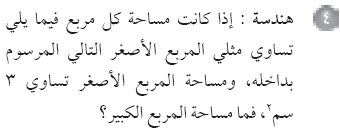 ٤ هندسة : إذا كانت مساحة كل مربع فيما يلي
تساوي مثلي المربع الأصغر التالي المرسوم
بداخله، ومساحة المربع الأصغر تساوي ٣
سم٢، فما مساحة المربع الكبير؟